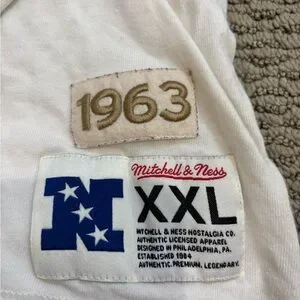 1963
N
Mitchell & Ness
XXL
MITCHELL & NESS NOSTALGIA CO.
AUTHENTIC LICENSED APPAREL
DESIGNED IN PHILADELPHIA, PA
ESTABLISHED 1904
AUTHENTIC. PREMIUM. LEGENDARY.